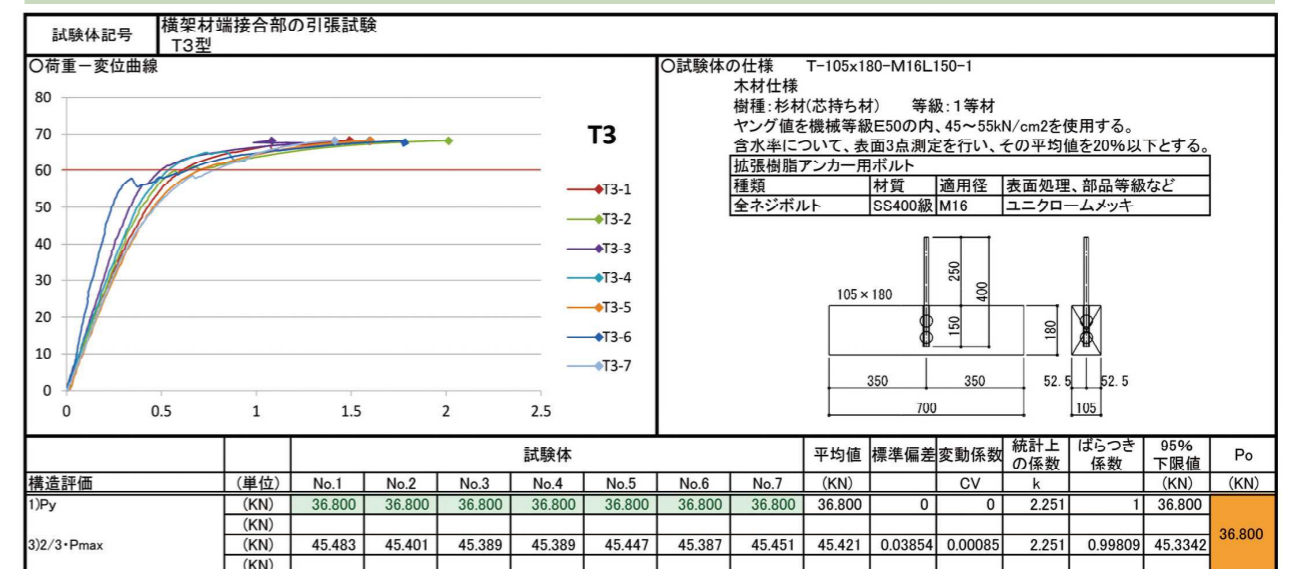 試験体記号
横架材端接合部の引張試験
T3型
○荷重－変位曲線
80
70
60
50
40
30
20
10
0
0 0.5 1 1.5 2 2.5
T3
T3-1
T3-2
T3-3
T3-4
T3-5
T3-6
T3-7
○試験体の仕様 T-105x180-M16L150-1
木材仕様
樹種：杉材(芯持ち材) 等級：1等材
ヤング値を機械等級E50の内、45～55kN/cm2を使用する。
含水率について、表面3点測定を行い、その平均値を20%以下とする。
拡張樹脂アンカー用ボルト
種類 材質 適用径 表面処理、部品等級など
全ネジボルト SS400級 M16 ユニクロームメッキ
105×180
250
400
150
180
350 350
700
52.5 52.5
105
試験体 平均値 標準偏差 変動係数 統計上の係数 ばらつき係数 95%下限値 Po
構造評価 (単位) No.1 No.2 No.3 No.4 No.5 No.6 No.7 (KN) CV k (KN) (KN)
1)Py (KN) 36.800 36.800 36.800 36.800 36.800 36.800 36.800 36.800 0 0 2.251 1 36.800
(KN)
36.800
3)2/3・Pmax (KN) 45.483 45.401 45.389 45.389 45.447 45.387 45.451 45.421 0.03854 0.00085 2.251 0.99809 45.3342
(KN)